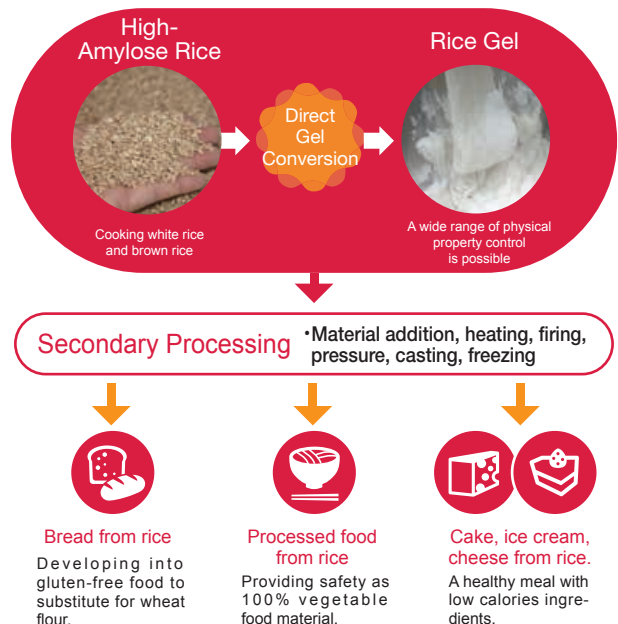 High-
Amylose Rice
Rice Gel
Direct
Gel
Conversion
Cooking white rice
and brown rice
A wide range of physical
property control
is possible
Secondary Processing
・Material addition, heating, firing,
pressure, casting, freezing
Bread from rice
Developing into
gluten-free food to
substitute for wheat
flour.
Processed food
from rice
Providing safety as
100% vegetable
food material.
Cake, ice cream,
cheese from rice.
A healthy meal with
low calories ingre-
dients.